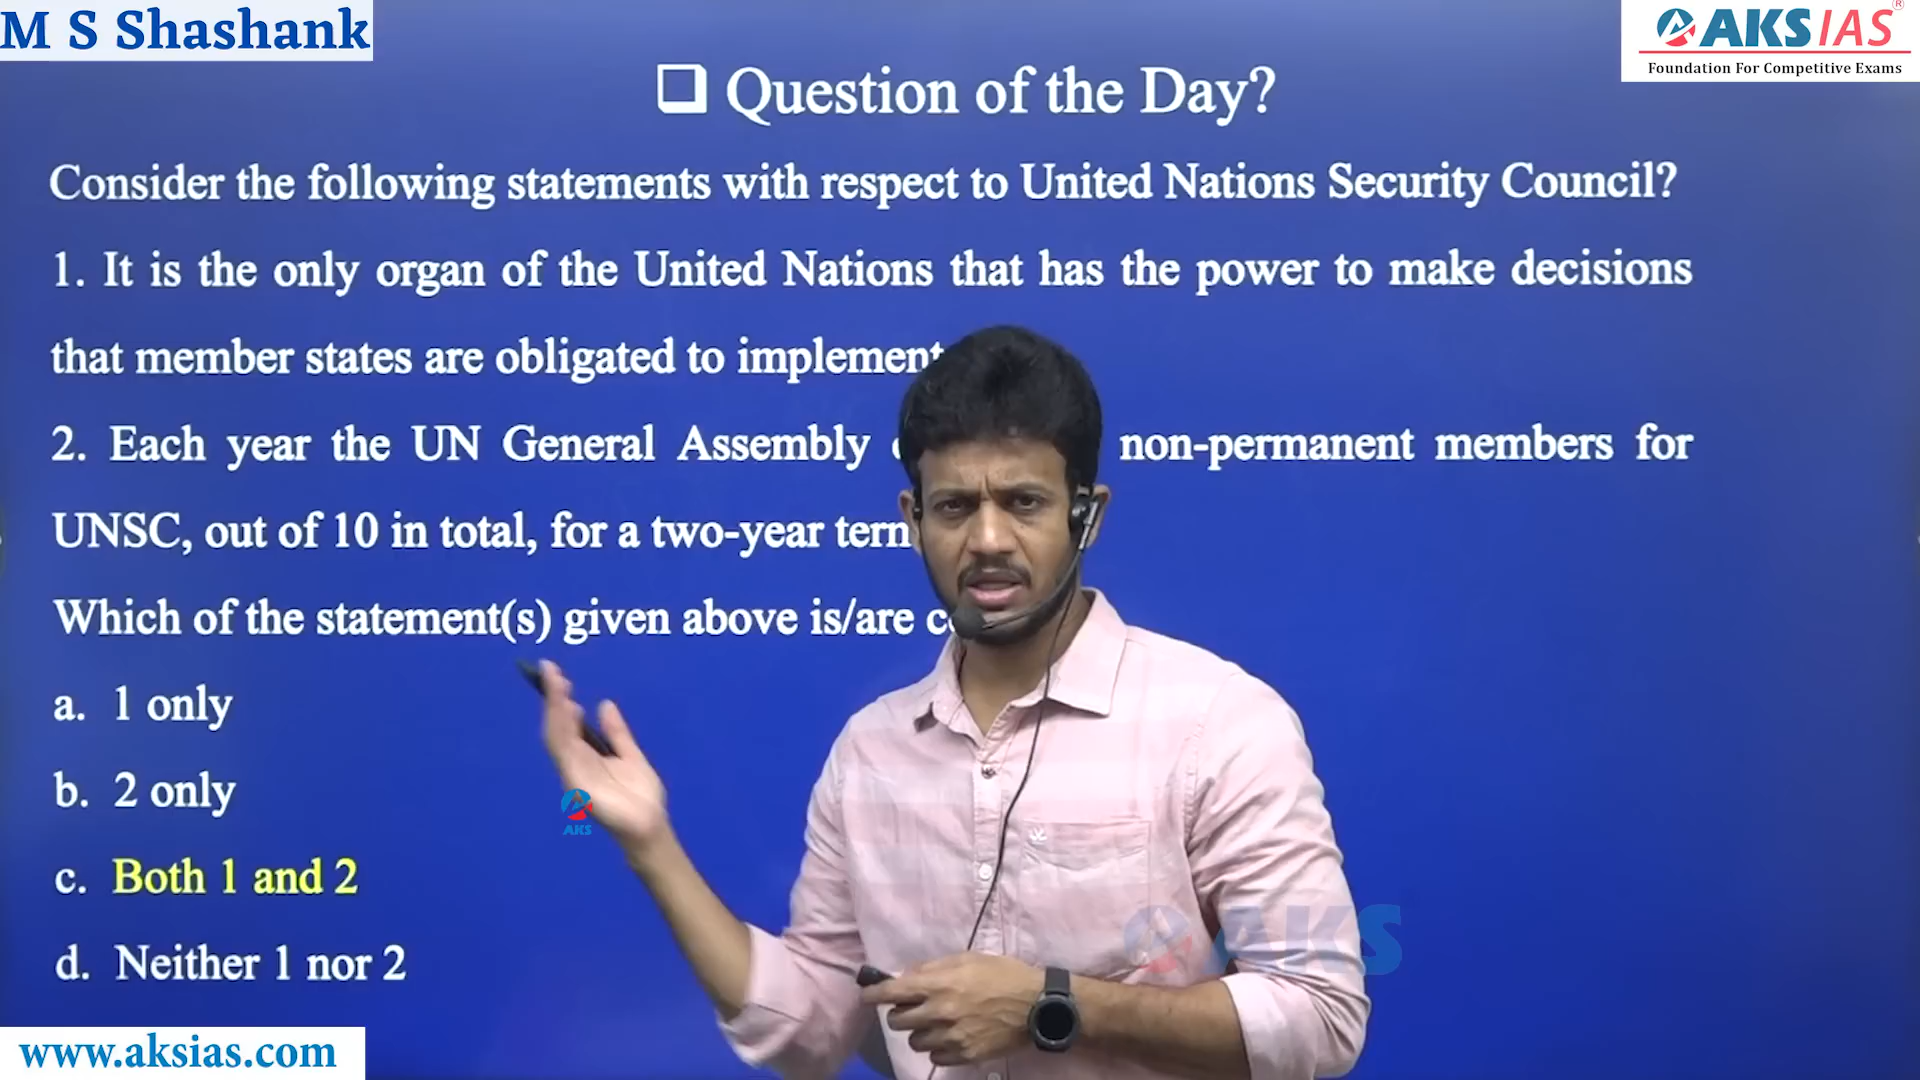 M S Shashank
AKS IAS®
Foundation For Competitive Exams
Question of the Day?
Consider the following statements with respect to United Nations Security Council?
1. It is the only organ of the United Nations that has the power to make decisions
that member states are obligated to implement
2. Each year the UN General Assembly non-permanent members for
UNSC, out of 10 in total, for a two-year
Which of the statement(s) given above is/are
a. 1 only
b. 2 only
c. Both 1 and 2
d. Neither 1 nor 2
AKS
AKS
www.aksias.com